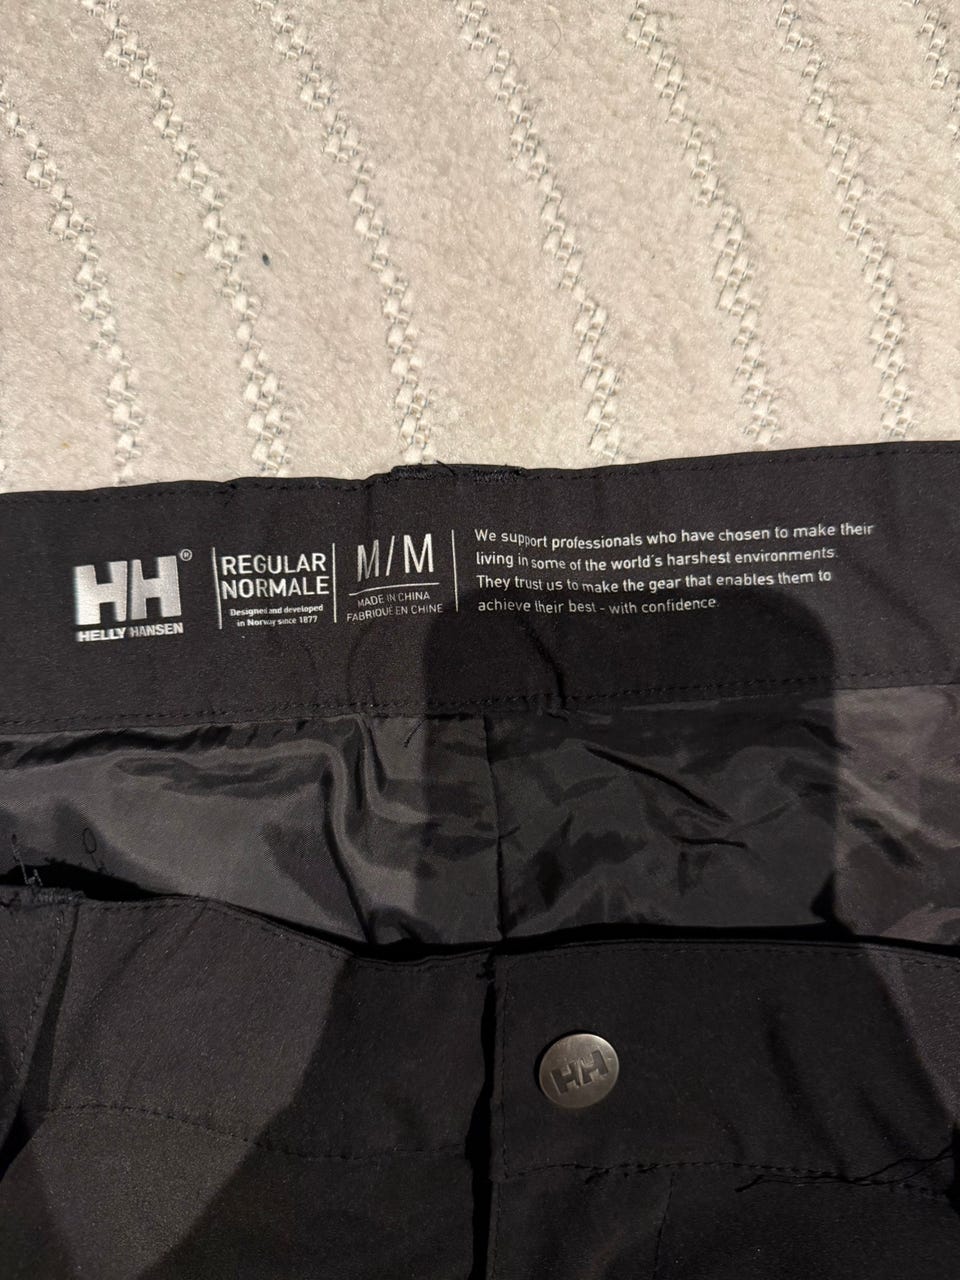 HH®
HELLY HANSEN
REGULAR
NORMALE
Designed and developed
in Norway since 1877
M/M
MADE IN CHINA
FABRIQUÉ EN CHINE
We support professionals who have chosen to make their
living in some of the world's harshest environments.
They trust us to make the gear that enables them to
achieve their best - with confidence.
HH